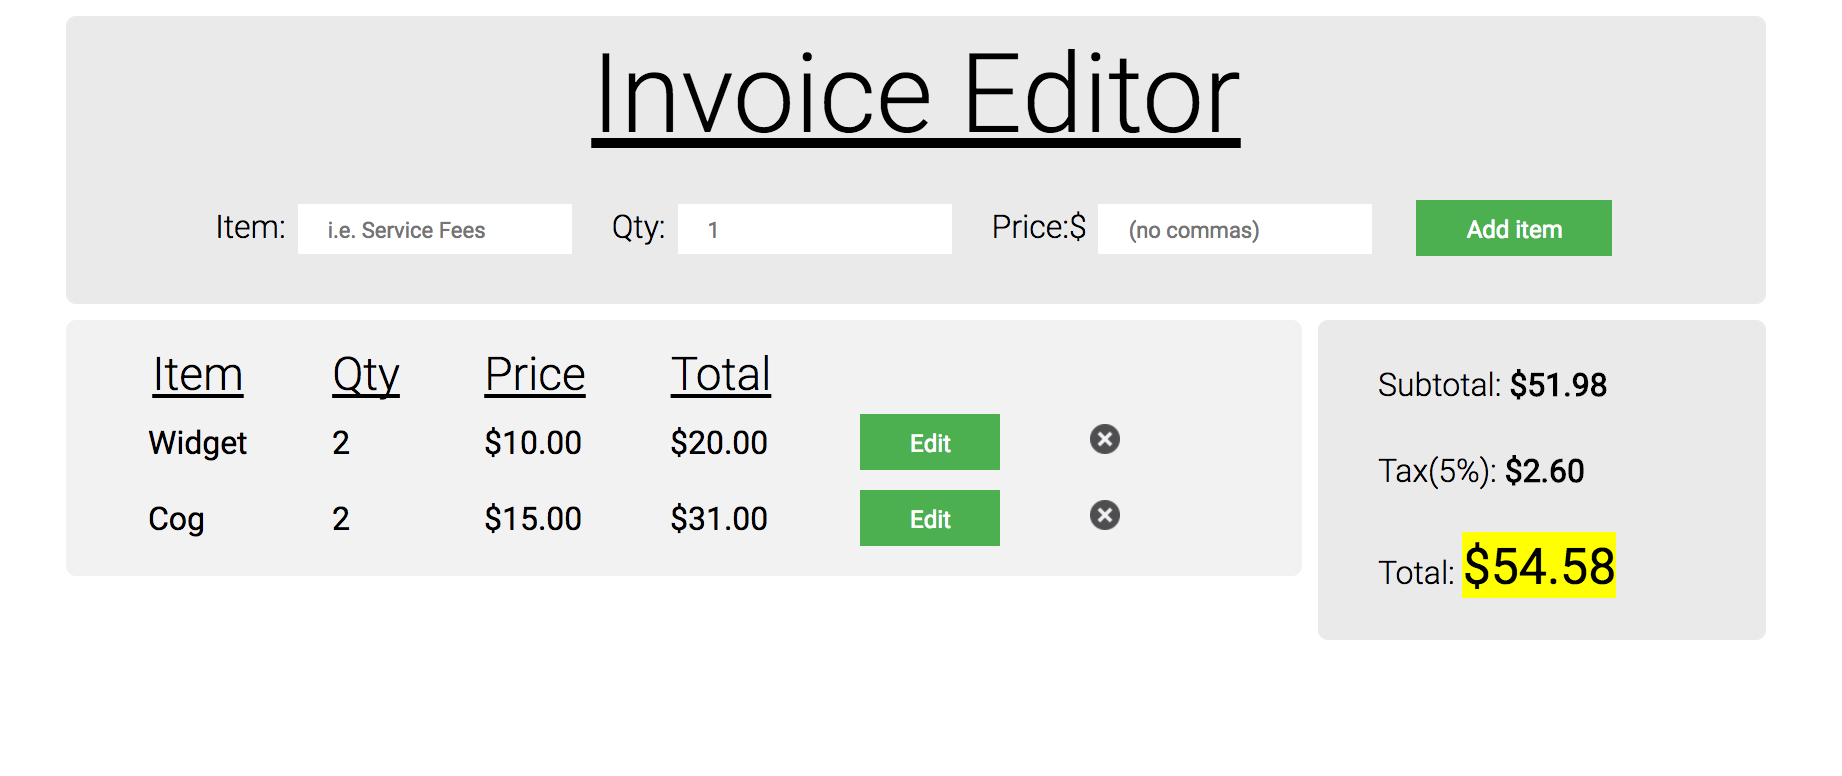 Invoice Editor
Item: i.e. Service Fees Qty: 1 Price:$ (no commas) Add item
Item Qty Price Total
Widget 2 $10.00 $20.00 Edit
Cog 2 $15.00 $31.00 Edit
Subtotal: $51.98
Tax(5%): $2.60
Total: $54.58